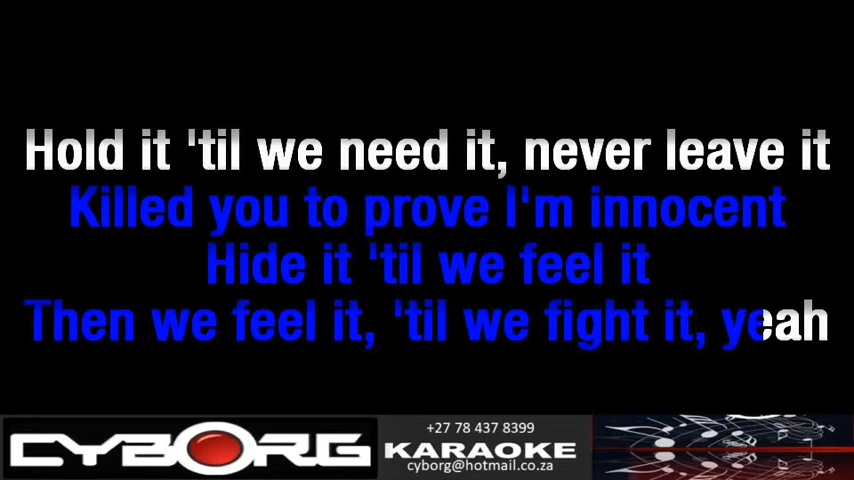 Hold it 'til we need it, never leave it
Killed you to prove I'm innocent
Hide it 'til we feel it
Then we feel it, 'til we fight it, yeah
CYBORG
+27 78 437 8399
KARAOKE
cyborg@hotmail.co.za